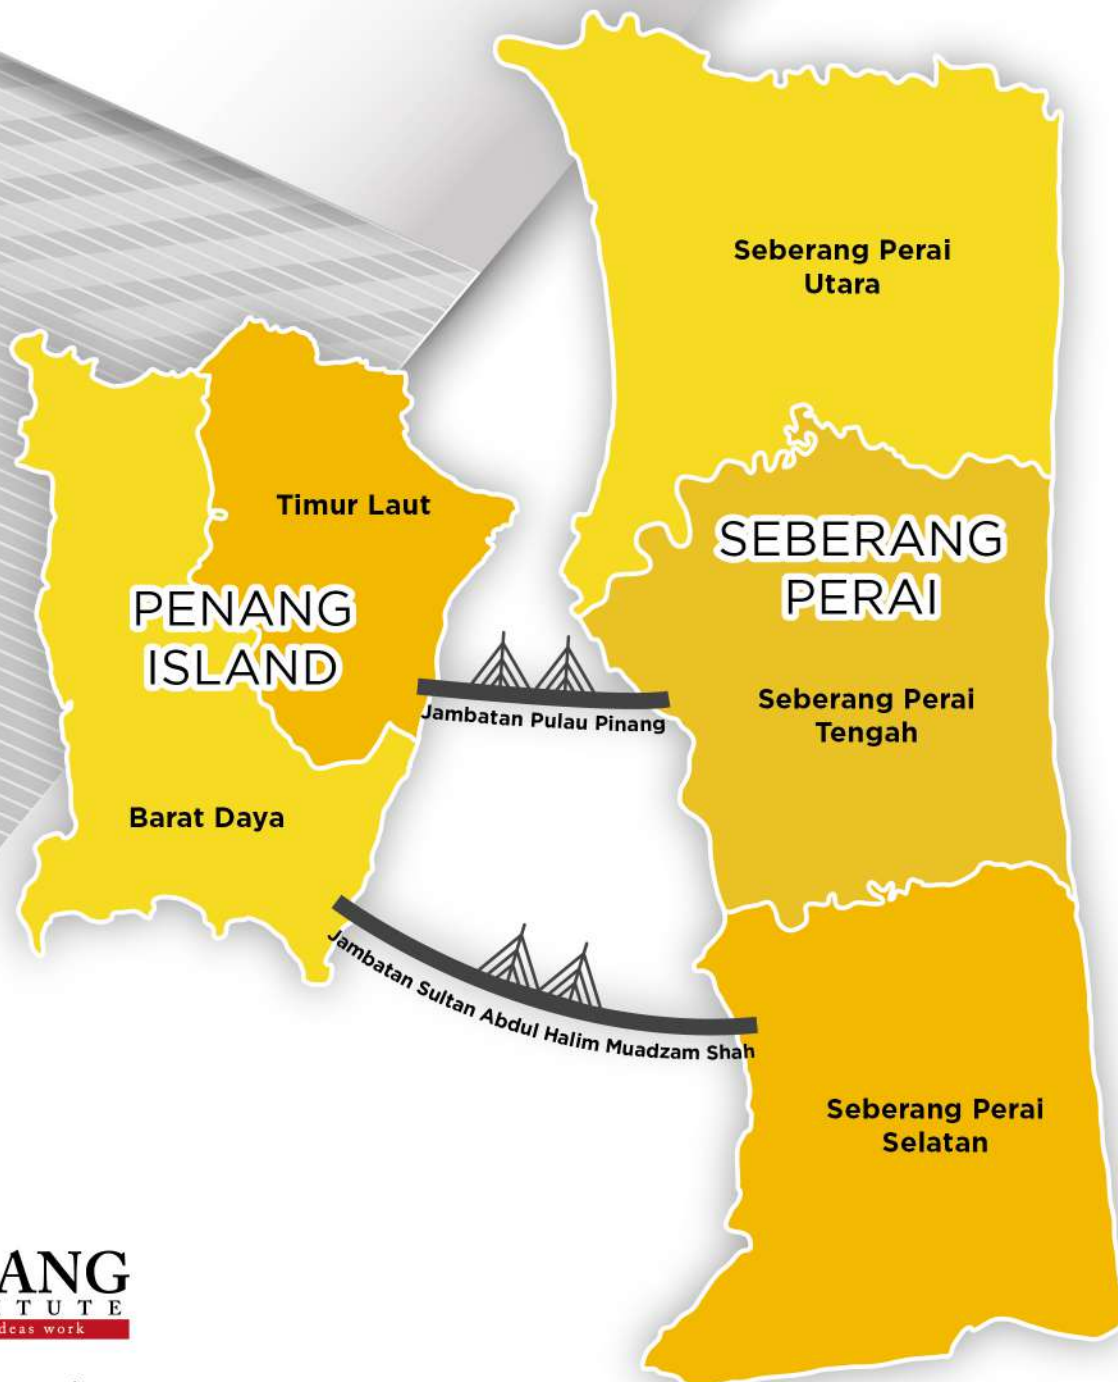 Seberang Perai
Utara
Timur Laut
SEBERANG
PERAI
PENANG
ISLAND
Seberang Perai
Tengah
Jambatan Pulau Pinang
Barat Daya
Jambatan Sultan Abdul Halim Muadzam Shah
Seberang Perai
Selatan
ANG
ITUTE
deas work